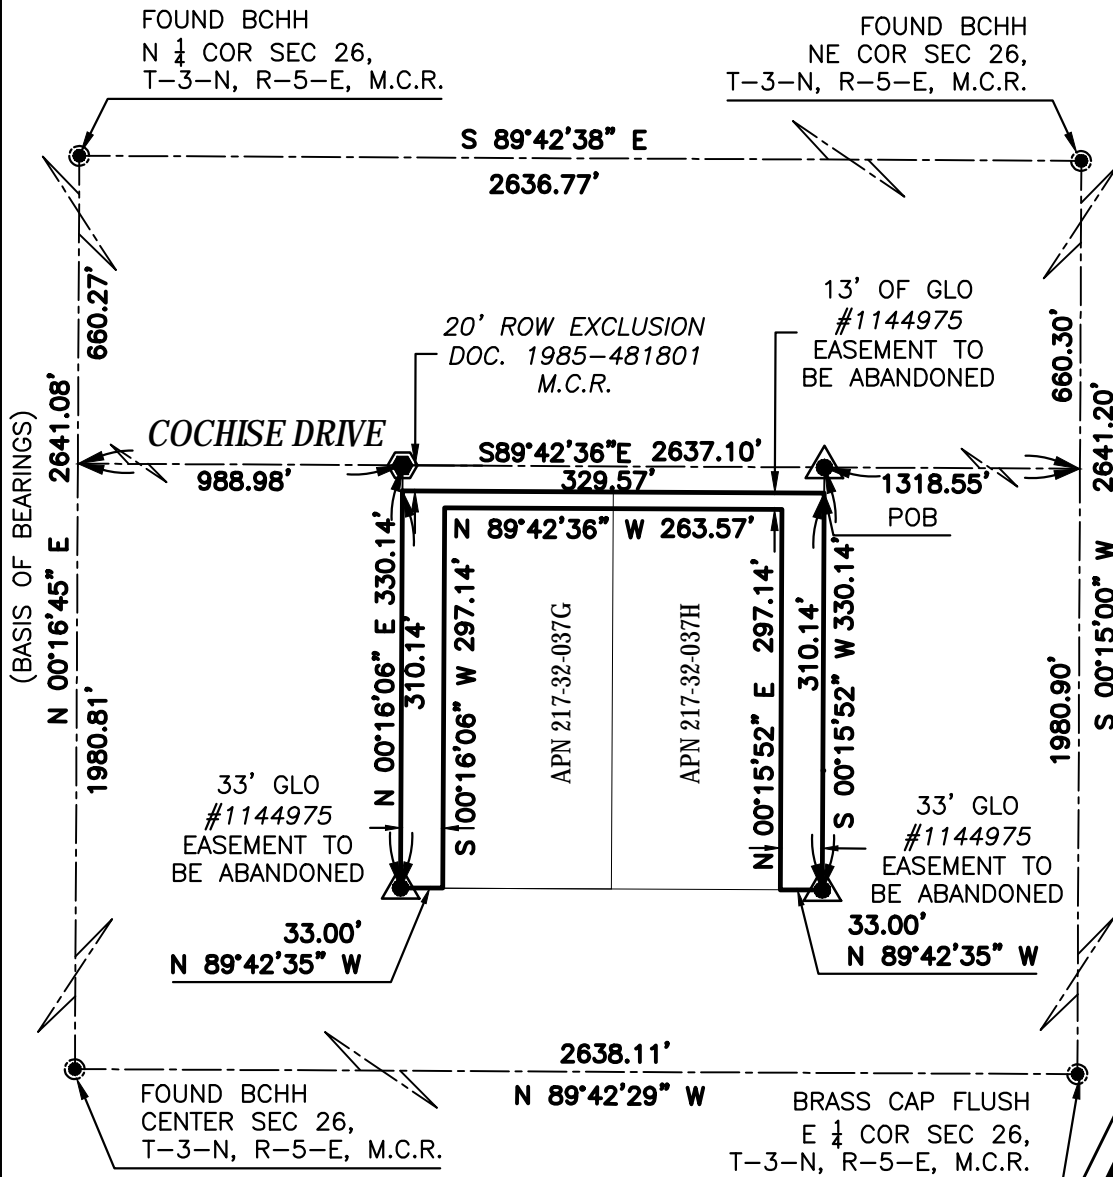 FOUND BCHH
N 1/4 COR SEC 26,
T-3-N, R-5-E, M.C.R.
FOUND BCHH
NE COR SEC 26,
T-3-N, R-5-E, M.C.R.
S 89°42'38" E
2636.77'
660.27'
660.30'
20' ROW EXCLUSION
DOC. 1985-481801
M.C.R.
13' OF GLO
#1144975
EASEMENT TO
BE ABANDONED
(BASIS OF BEARINGS)
N 00°16'45" E 2641.08'
S 00°15'00" W 2641.20'
COCHISE DRIVE
988.98'
S89°42'36"E 2637.10'
329.57'
1318.55'
POB
N 89°42'36" W 263.57'
N 00°16'06" E 330.14'
310.14'
S 00°16'06" W 297.14'
APN 217-32-037G
APN 217-32-037H
N 00°15'52" E 297.14'
310.14'
S 00°15'52" W 330.14'
1980.81'
1980.90'
33' GLO
#1144975
EASEMENT TO
BE ABANDONED
33' GLO
#1144975
EASEMENT TO
BE ABANDONED
33.00'
N 89°42'35" W
33.00'
N 89°42'35" W
2638.11'
N 89°42'29" W
FOUND BCHH
CENTER SEC 26,
T-3-N, R-5-E, M.C.R.
BRASS CAP FLUSH
E 1/4 COR SEC 26,
T-3-N, R-5-E, M.C.R.